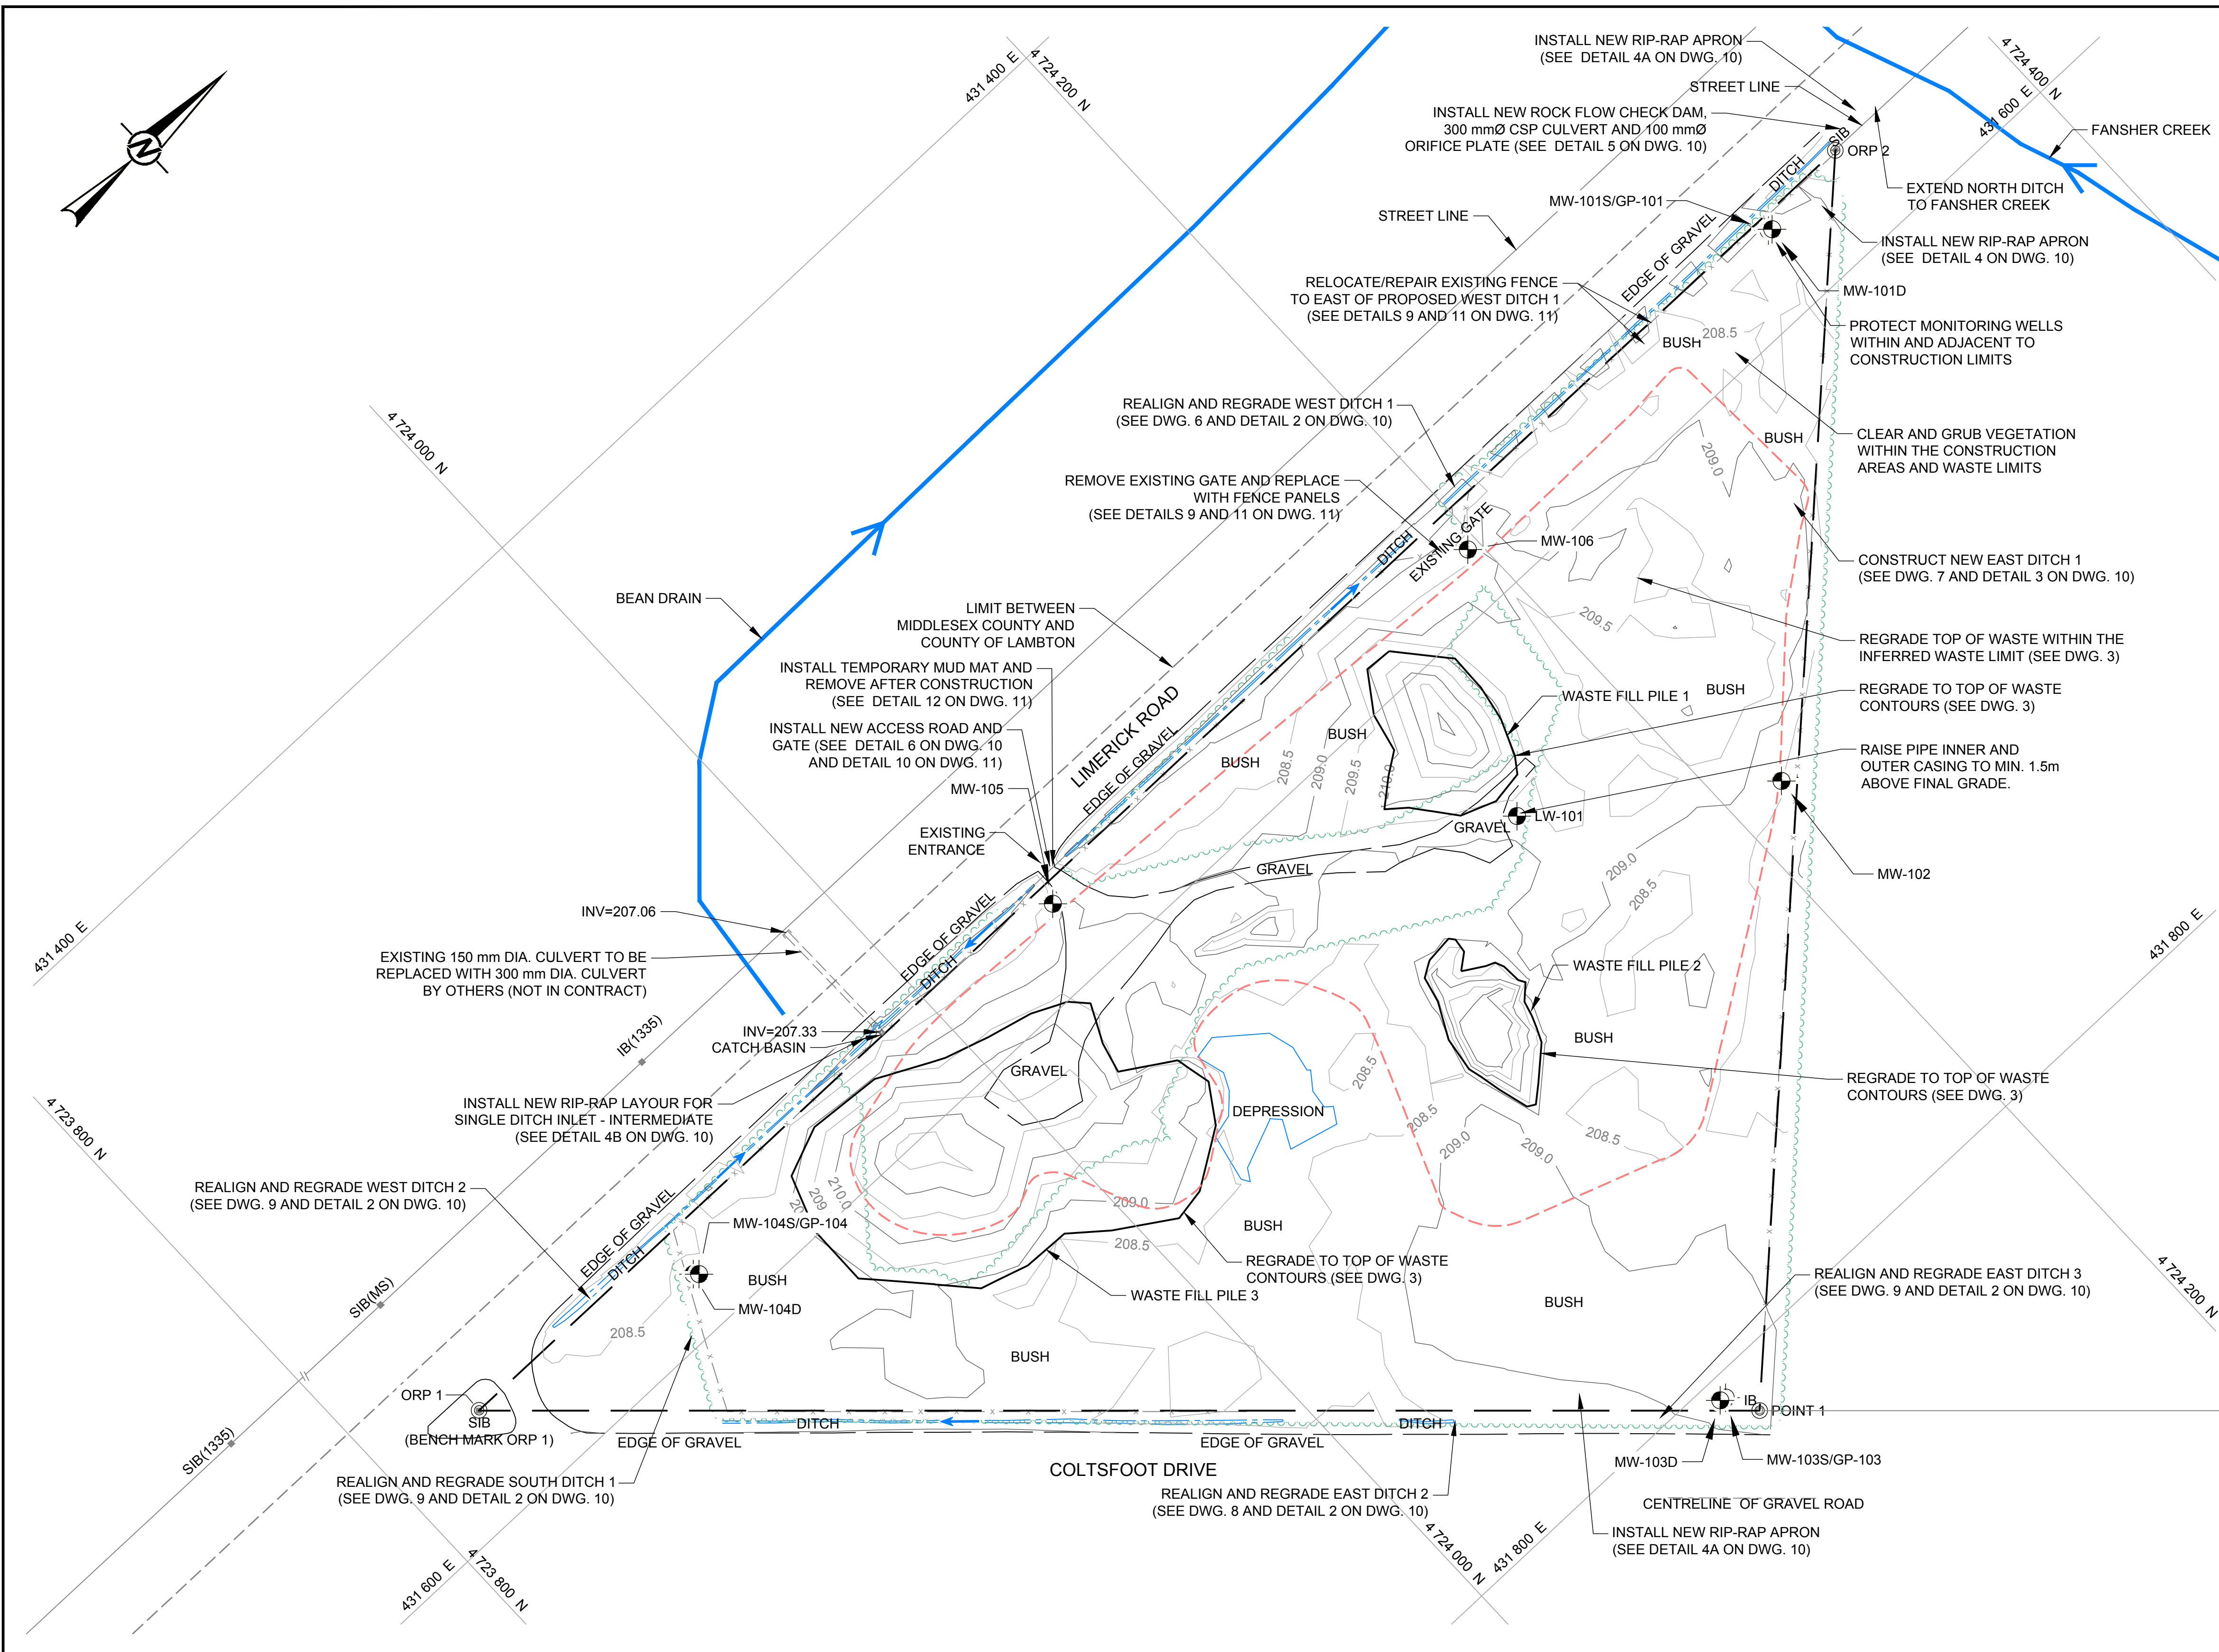 INSTALL NEW RIP-RAP APRON
(SEE DETAIL 4A ON DWG. 10)
STREET LINE
INSTALL NEW ROCK FLOW CHECK DAM,
300 mmØ CSP CULVERT AND 100 mmØ
ORIFICE PLATE (SEE DETAIL 5 ON DWG. 10)
431 400 E
4 724 200 N
4 724 400 N
431 600 E
FANSHER CREEK
N
SIB
ORP 2
DITCH
EXTEND NORTH DITCH
TO FANSHER CREEK
MW-101S/GP-101
STREET LINE
EDGE OF GRAVEL
INSTALL NEW RIP-RAP APRON
(SEE DETAIL 4 ON DWG. 10)
RELOCATE/REPAIR EXISTING FENCE
TO EAST OF PROPOSED WEST DITCH 1
(SEE DETAILS 9 AND 11 ON DWG. 11)
MW-101D
PROTECT MONITORING WELLS
WITHIN AND ADJACENT TO
CONSTRUCTION LIMITS
BUSH
208.5
REALIGN AND REGRADE WEST DITCH 1
(SEE DWG. 6 AND DETAIL 2 ON DWG. 10)
4 724 000 N
BUSH
209.0
CLEAR AND GRUB VEGETATION
WITHIN THE CONSTRUCTION
AREAS AND WASTE LIMITS
REMOVE EXISTING GATE AND REPLACE
WITH FENCE PANELS
(SEE DETAILS 9 AND 11 ON DWG. 11)
EXISTING GATE
DITCH
MW-106
CONSTRUCT NEW EAST DITCH 1
(SEE DWG. 7 AND DETAIL 3 ON DWG. 10)
BEAN DRAIN
LIMIT BETWEEN
MIDDLESEX COUNTY AND
COUNTY OF LAMBTON
209.5
REGRADE TOP OF WASTE WITHIN THE
INFERRED WASTE LIMIT (SEE DWG. 3)
INSTALL TEMPORARY MUD MAT AND
REMOVE AFTER CONSTRUCTION
(SEE DETAIL 12 ON DWG. 11)
LIMERICK ROAD
WASTE FILL PILE 1
BUSH
REGRADE TO TOP OF WASTE
CONTOURS (SEE DWG. 3)
INSTALL NEW ACCESS ROAD AND
GATE (SEE DETAIL 6 ON DWG. 10
AND DETAIL 10 ON DWG. 11)
EDGE OF GRAVEL
BUSH
BUSH
208.5
209.0
209.5
210.0
RAISE PIPE INNER AND
OUTER CASING TO MIN. 1.5m
ABOVE FINAL GRADE.
MW-105
EXISTING
ENTRANCE
GRAVEL
LW-101
GRAVEL
209.0
208.5
MW-102
431 800 E
INV=207.06
EDGE OF GRAVEL
DITCH
431 400 E
EXISTING 150 mm DIA. CULVERT TO BE
REPLACED WITH 300 mm DIA. CULVERT
BY OTHERS (NOT IN CONTRACT)
WASTE FILL PILE 2
IB(1335)
INV=207.33
CATCH BASIN
BUSH
GRAVEL
208.5
REGRADE TO TOP OF WASTE
CONTOURS (SEE DWG. 3)
INSTALL NEW RIP-RAP LAYOUR FOR
SINGLE DITCH INLET - INTERMEDIATE
(SEE DETAIL 4B ON DWG. 10)
DEPRESSION
208.5
209.0
209.0
208.5
4 723 800 N
REALIGN AND REGRADE WEST DITCH 2
(SEE DWG. 9 AND DETAIL 2 ON DWG. 10)
210.0
209
20
209.0
EDGE OF GRAVEL
DITCH
MW-104S/GP-104
BUSH
208.5
REGRADE TO TOP OF WASTE
CONTOURS (SEE DWG. 3)
BUSH
MW-104D
WASTE FILL PILE 3
BUSH
REALIGN AND REGRADE EAST DITCH 3
(SEE DWG. 9 AND DETAIL 2 ON DWG. 10)
4 724 200 N
SIB(MS)
208.5
BUSH
ORP 1
SIB
(BENCH MARK ORP 1)
DITCH
DITCH
IB
POINT 1
EDGE OF GRAVEL
EDGE OF GRAVEL
SIB(1335)
COLTSFOOT DRIVE
MW-103D
MW-103S/GP-103
REALIGN AND REGRADE SOUTH DITCH 1
(SEE DWG. 9 AND DETAIL 2 ON DWG. 10)
REALIGN AND REGRADE EAST DITCH 2
(SEE DWG. 8 AND DETAIL 2 ON DWG. 10)
CENTRELINE OF GRAVEL ROAD
INSTALL NEW RIP-RAP APRON
(SEE DETAIL 4A ON DWG. 10)
431 600 E
4 723 800 N
4 724 000 N
431 800 E